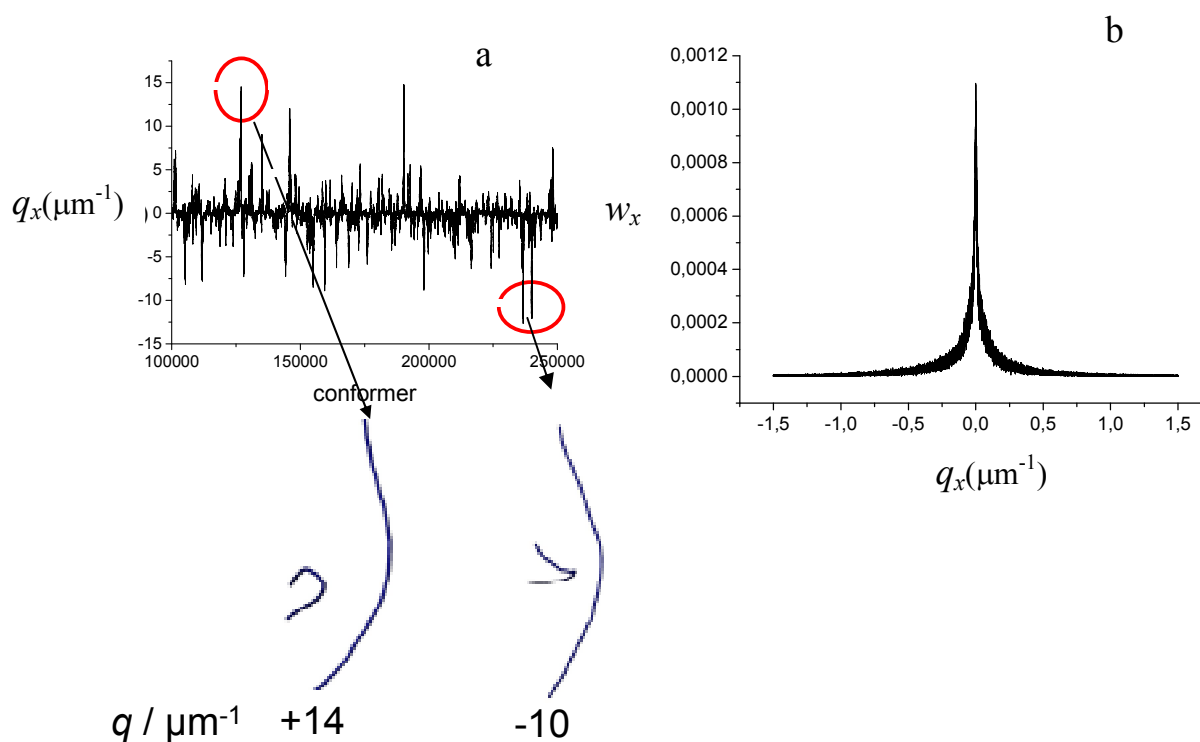 a
15
10
5
0
-5
-10
-15
qx(μm-1)
)
100000 150000 200000 250000
conformer
b
0,0012
0,0010
0,0008
0,0006
0,0004
0,0002
0,0000
wx
-1,5 -1,0 -0,5 0,0 0,5 1,0 1,5
qx(μm-1)
q / μm-1 +14 -10